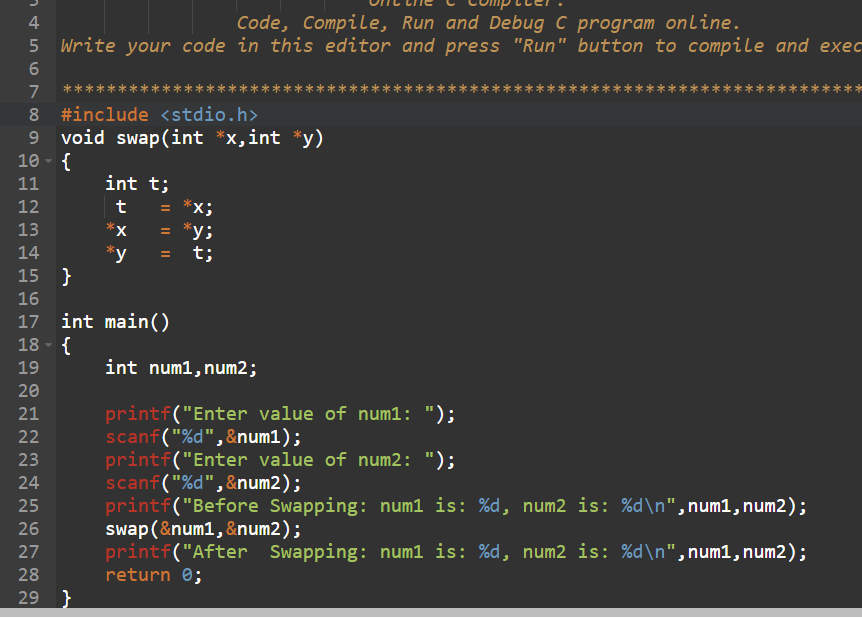 3 Online C Compiler.
4 Code, Compile, Run and Debug C program online.
5 Write your code in this editor and press "Run" button to compile and exec
6
7 *************************************************************************
8 #include <stdio.h>
9 void swap(int *x,int *y)
10 {
11     int t;
12      t   = *x;
13     *x   = *y;
14     *y   =  t;
15 }
16
17 int main()
18 {
19     int num1,num2;
20
21     printf("Enter value of num1: ");
22     scanf("%d",&num1);
23     printf("Enter value of num2: ");
24     scanf("%d",&num2);
25     printf("Before Swapping: num1 is: %d, num2 is: %d\n",num1,num2);
26     swap(&num1,&num2);
27     printf("After  Swapping: num1 is: %d, num2 is: %d\n",num1,num2);
28     return 0;
29 }